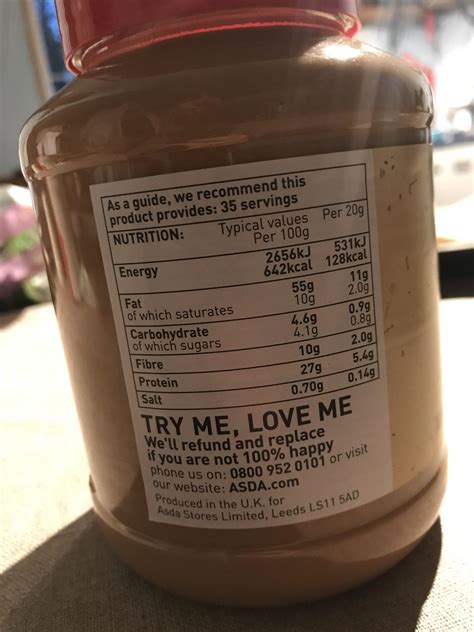 As a guide, we recommend this
product provides: 35 servings
NUTRITION: Typical values Per 20g
Per 100g
Energy 2656kJ 531kJ
642kcal 128kcal
Fat 55g 11g
of which saturates 10g 2.0g
Carbohydrate 4.6g 0.9g
of which sugars 4.1g 0.8g
Fibre 10g 2.0g
Protein 27g 5.4g
Salt 0.70g 0.14g
TRY ME, LOVE ME
We'll refund and replace
if you are not 100% happy
phone us on: 0800 952 0101 or visit
our website: ASDA.com
Produced in the U.K. for
Asda Stores Limited, Leeds LS11 5AD